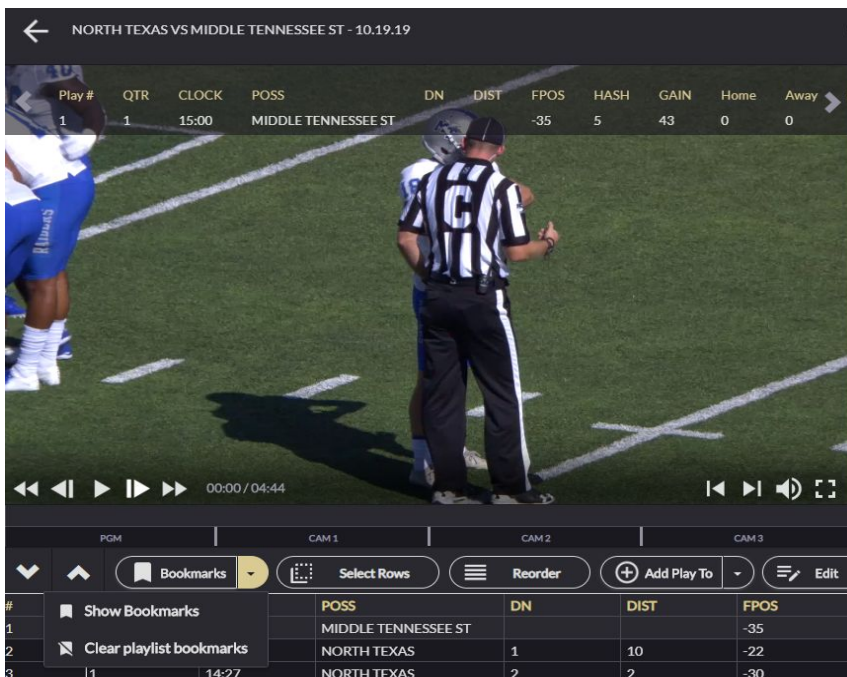 NORTH TEXAS VS MIDDLE TENNESSEE ST - 10.19.19
Play # QTR CLOCK POSS DN DIST FPOS HASH GAIN Home Away
1 1 15:00 MIDDLE TENNESSEE ST -35 5 43 0 0
RAIDERS
C
00:00 / 04:44
PGM CAM 1 CAM 2 CAM 3
Bookmarks Select Rows Reorder Add Play To Edit
# POSS DN DIST FPOS
Show Bookmarks
1 MIDDLE TENNESSEE ST -35
Clear playlist bookmarks
2 NORTH TEXAS 1 10 -22
3 1 14:27 NORTH TEXAS 2 2 -30